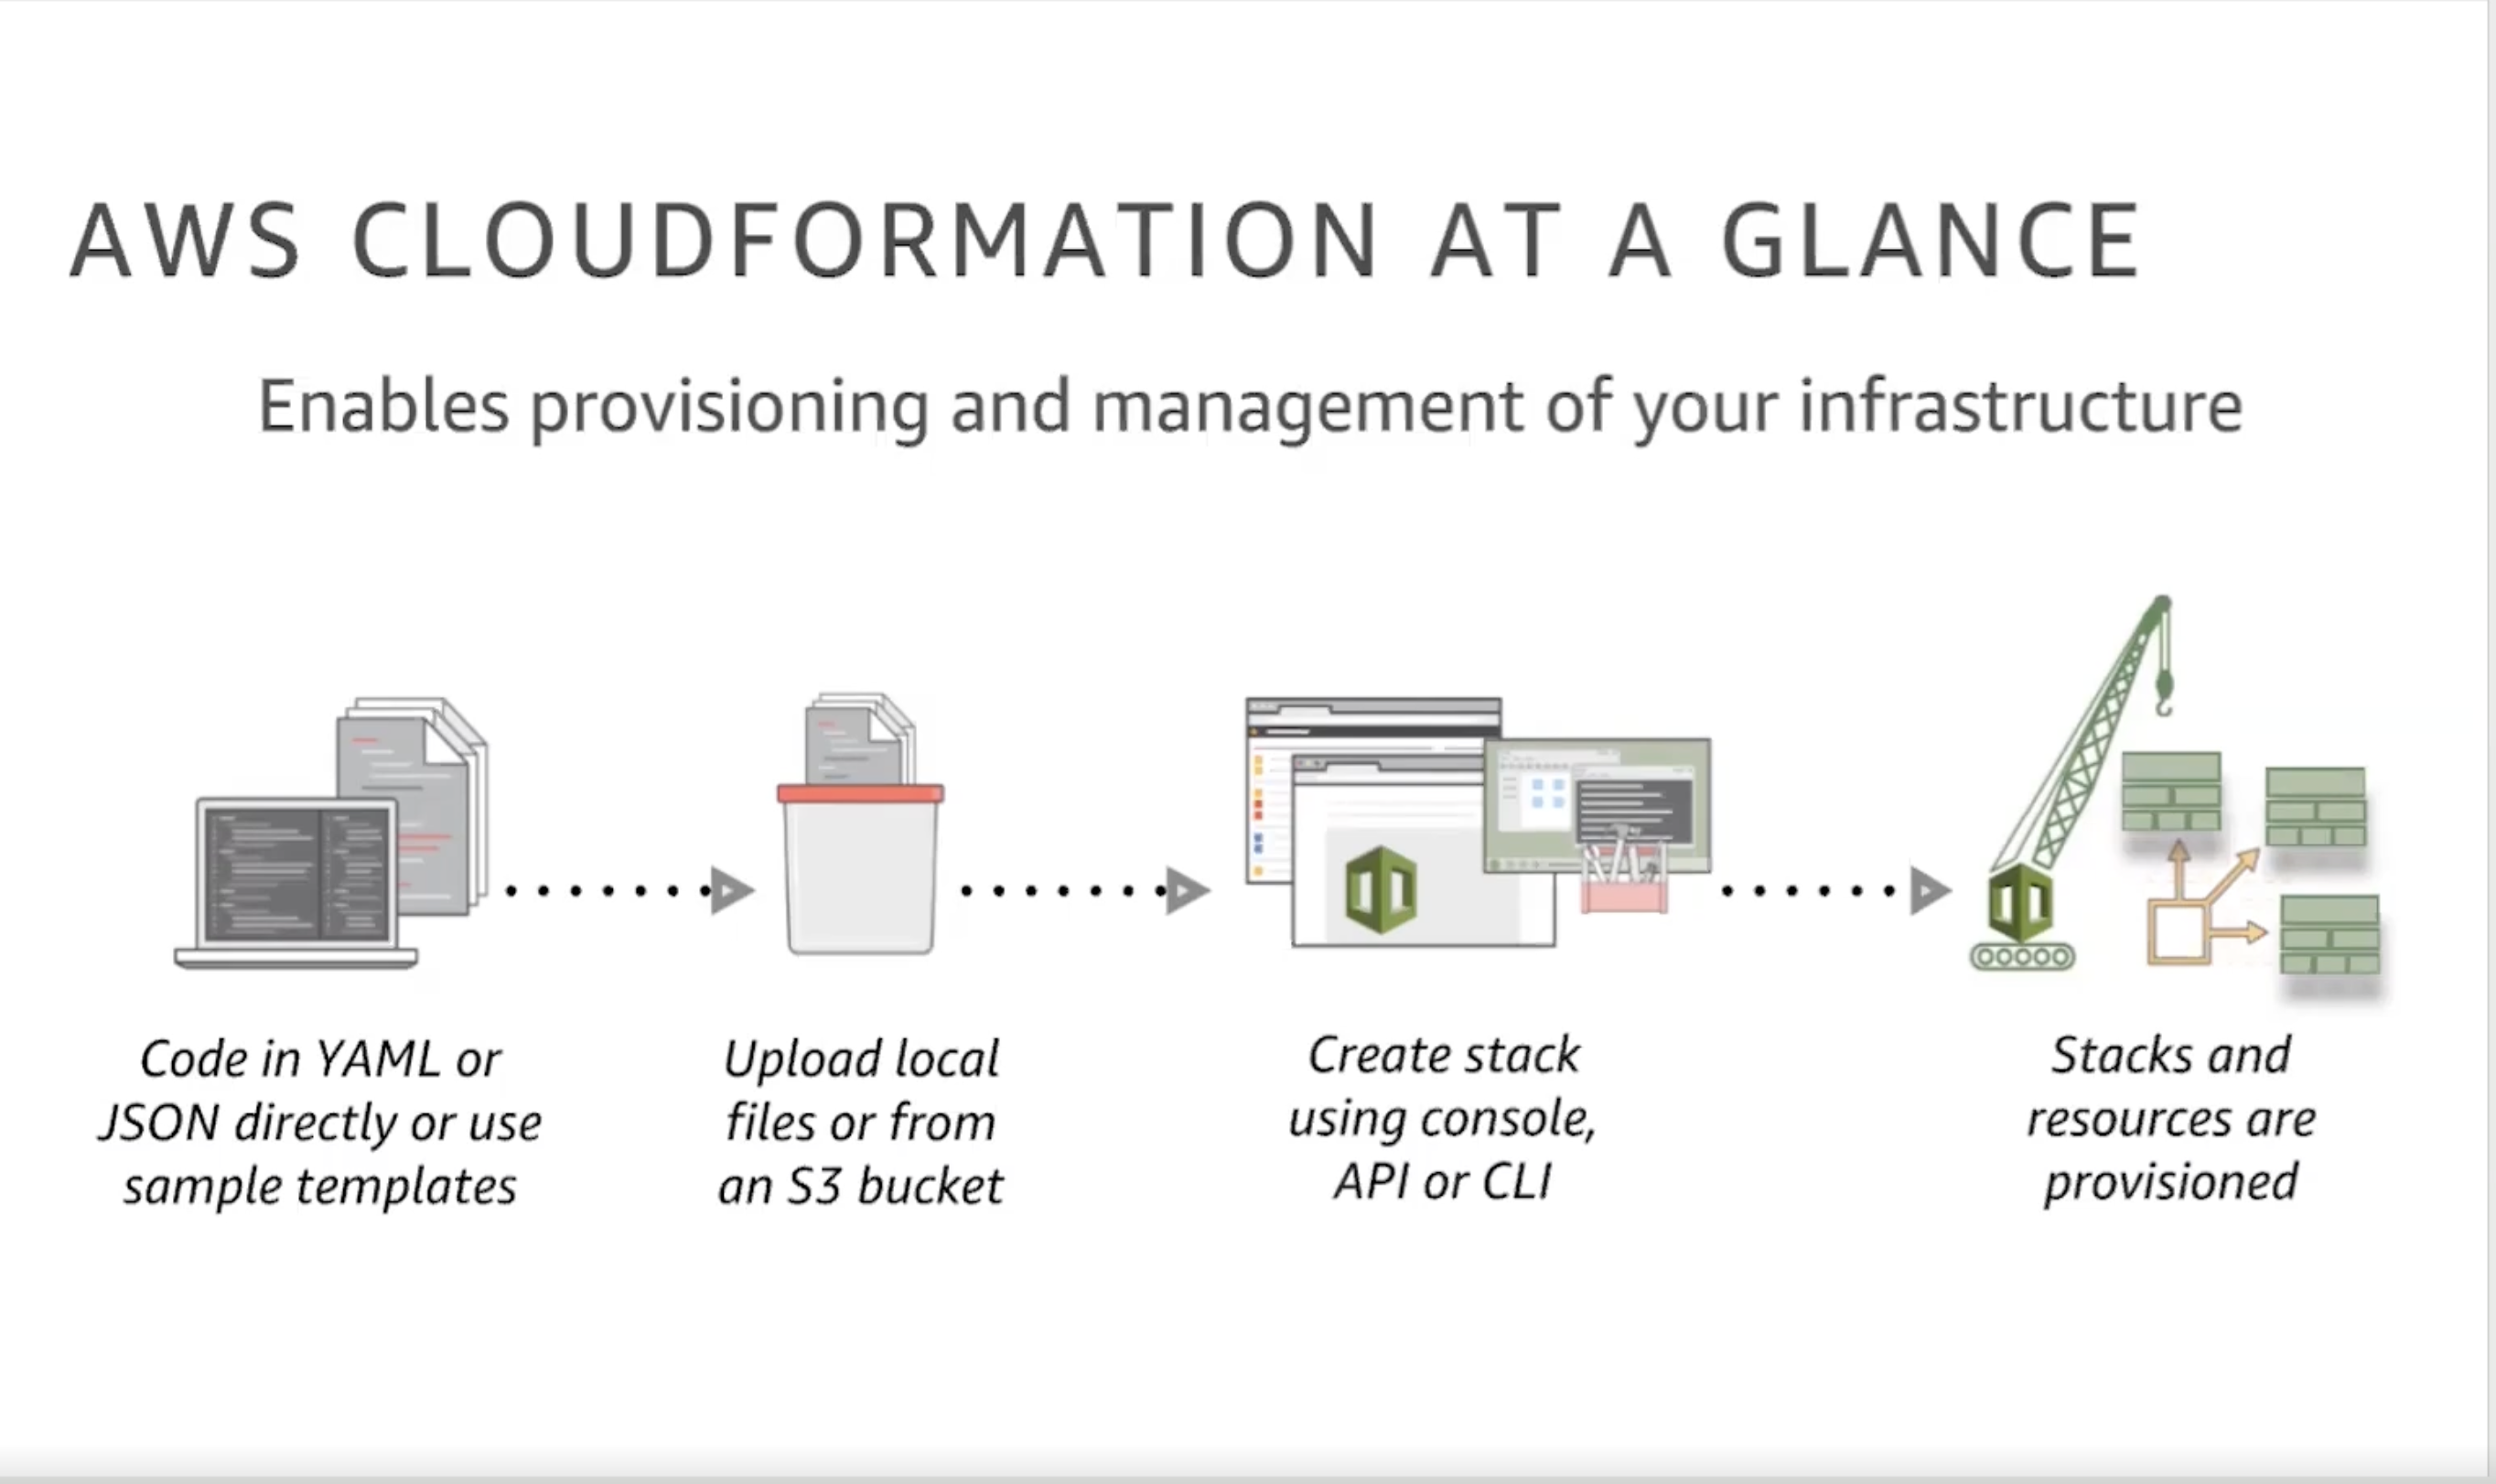 AWS CLOUDFORMATION AT A GLANCE
Enables provisioning and management of your infrastructure
Code in YAML or
JSON directly or use
sample templates
Upload local
files or from
an S3 bucket
Create stack
using console,
API or CLI
Stacks and
resources are
provisioned